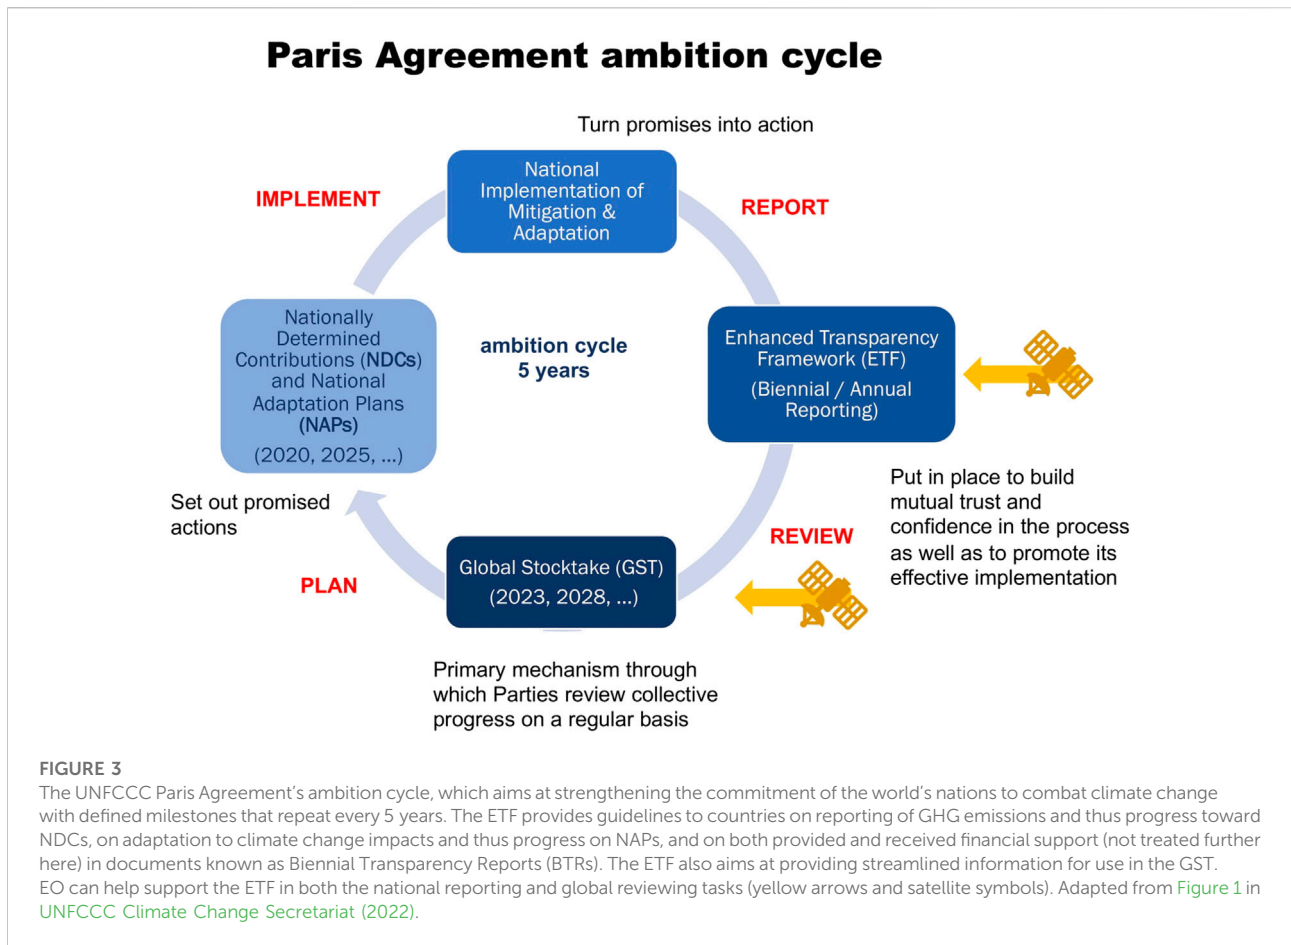 Paris Agreement ambition cycle
Turn promises into action
National
Implementation of
Mitigation &
Adaptation
IMPLEMENT
REPORT
Nationally
Determined
Contributions (NDCs)
and National
Adaptation Plans
(NAPs)
(2020, 2025, ...)
ambition cycle
5 years
Enhanced Transparency
Framework (ETF)
(Biennial / Annual
Reporting)
Set out promised
actions
Put in place to build
mutual trust and
confidence in the process
as well as to promote its
effective implementation
REVIEW
PLAN
Global Stocktake (GST)
(2023, 2028, ...)
Primary mechanism through
which Parties review collective
progress on a regular basis
FIGURE 3
The UNFCCC Paris Agreement's ambition cycle, which aims at strengthening the commitment of the world's nations to combat climate change
with defined milestones that repeat every 5 years. The ETF provides guidelines to countries on reporting of GHG emissions and thus progress toward
NDCs, on adaptation to climate change impacts and thus progress on NAPs, and on both provided and received financial support (not treated further
here) in documents known as Biennial Transparency Reports (BTRs). The ETF also aims at providing streamlined information for use in the GST.
EO can help support the ETF in both the national reporting and global reviewing tasks (yellow arrows and satellite symbols). Adapted from Figure 1 in
UNFCCC Climate Change Secretariat (2022).